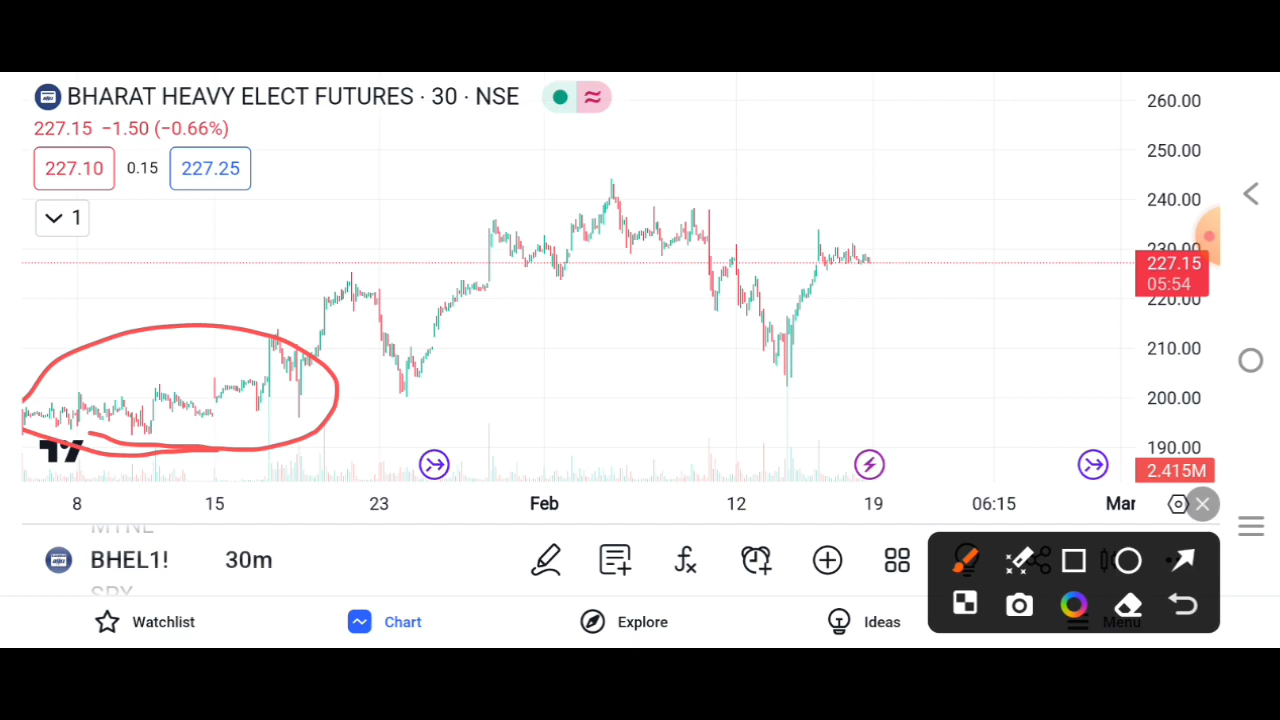 BHARAT HEAVY ELECT FUTURES · 30 · NSE
227.15 −1.50 (−0.66%)
227.10 0.15 227.25
1
260.00
250.00
240.00
230.00
227.15
05:54
220.00
210.00
200.00
190.00
2.415M
8 15 23 Feb 12 19 06:15 Mar
MTNL
BHEL1! 30m
SPY
Watchlist Chart Explore Ideas Menu